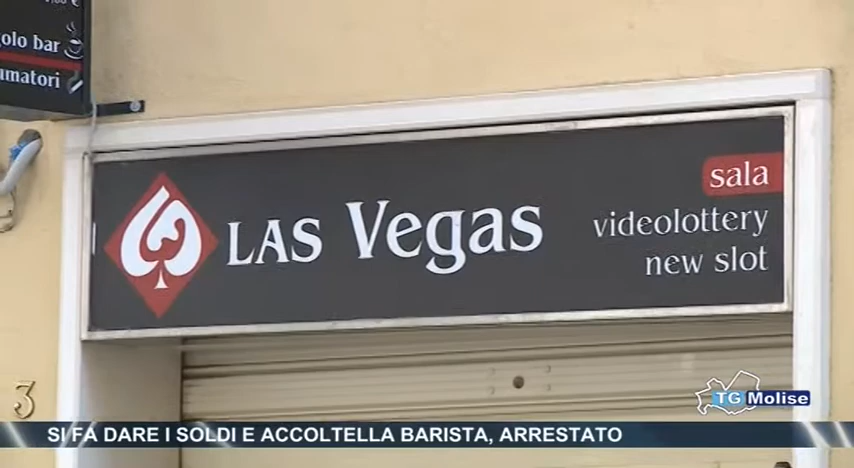 olo bar
umatori
LAS Vegas
sala
videolottery
new slot
3
TG Molise
SI FA DARE I SOLDI E ACCOLTELLA BARISTA, ARRESTATO